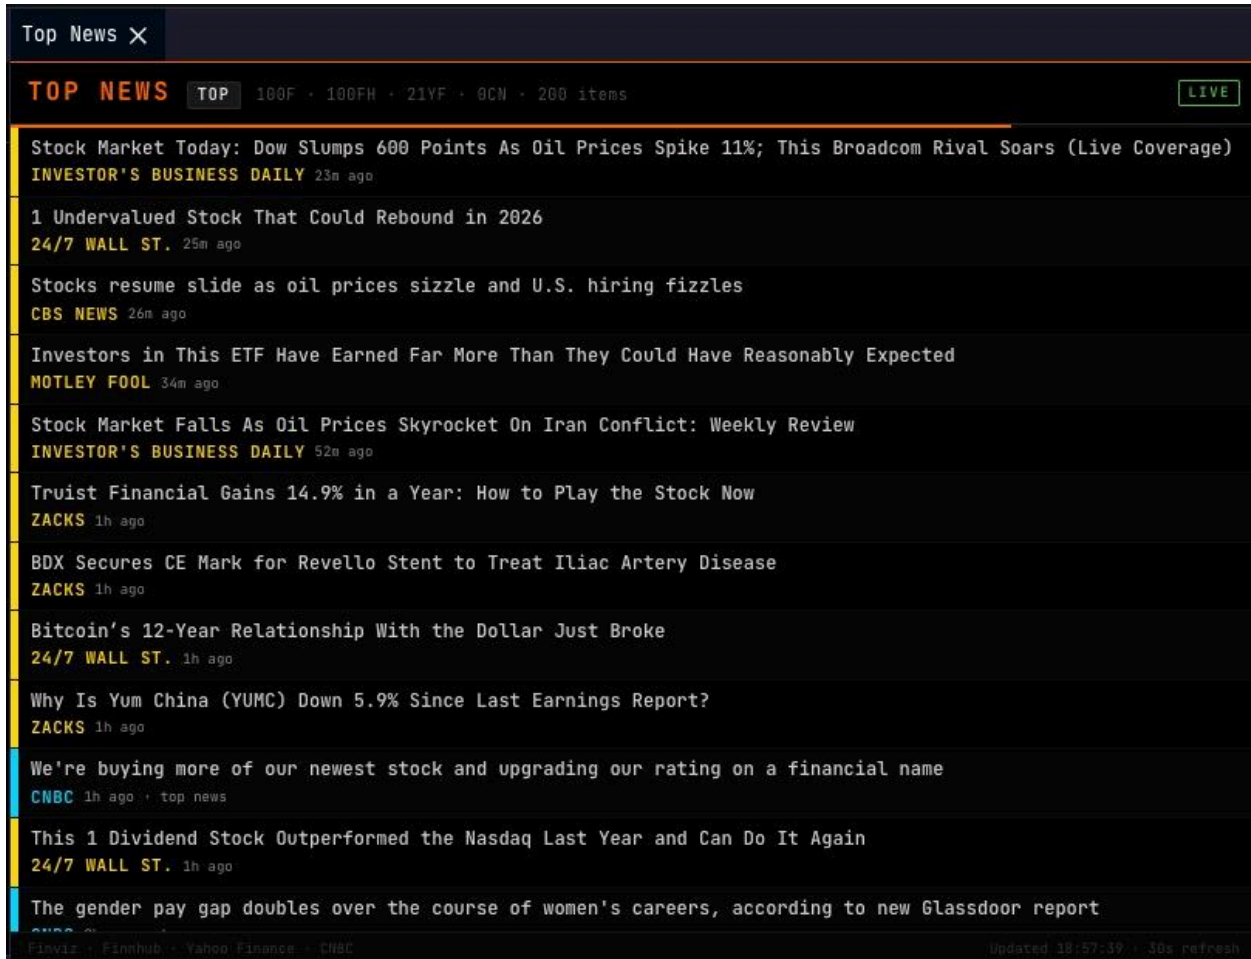 Top News ×
TOP NEWS TOP 100F · 100FH · 21YF · 0CN · 200 items LIVE
Stock Market Today: Dow Slumps 600 Points As Oil Prices Spike 11%; This Broadcom Rival Soars (Live Coverage)
INVESTOR'S BUSINESS DAILY 23m ago
1 Undervalued Stock That Could Rebound in 2026
24/7 WALL ST. 25m ago
Stocks resume slide as oil prices sizzle and U.S. hiring fizzles
CBS NEWS 26m ago
Investors in This ETF Have Earned Far More Than They Could Have Reasonably Expected
MOTLEY FOOL 34m ago
Stock Market Falls As Oil Prices Skyrocket On Iran Conflict: Weekly Review
INVESTOR'S BUSINESS DAILY 52m ago
Truist Financial Gains 14.9% in a Year: How to Play the Stock Now
ZACKS 1h ago
BDX Secures CE Mark for Revello Stent to Treat Iliac Artery Disease
ZACKS 1h ago
Bitcoin’s 12-Year Relationship With the Dollar Just Broke
24/7 WALL ST. 1h ago
Why Is Yum China (YUMC) Down 5.9% Since Last Earnings Report?
ZACKS 1h ago
We're buying more of our newest stock and upgrading our rating on a financial name
CNBC 1h ago · top news
This 1 Dividend Stock Outperformed the Nasdaq Last Year and Can Do It Again
24/7 WALL ST. 1h ago
The gender pay gap doubles over the course of women's careers, according to new Glassdoor report
Finviz · Finnhub · Yahoo Finance · CNBC Updated 18:57:39 · 30s refresh